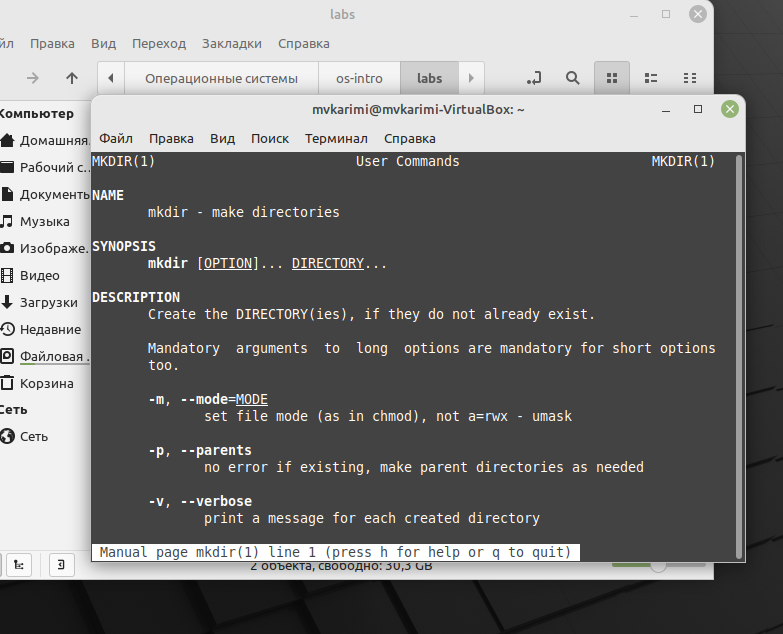 labs
йл Правка Вид Переход Закладки Справка
Операционные системы os-intro labs
Компьютер
Домашняя.
Рабочий с...
Документы
Музыка
Изображе.
Видео
Загрузки
Недавние
Файловая .
Корзина
Сеть
Сеть
mvkarimi@mvkarimi-VirtualBox: ~
Файл Правка Вид Поиск Терминал Справка
MKDIR(1) User Commands MKDIR(1)
NAME
mkdir - make directories
SYNOPSIS
mkdir [OPTION]... DIRECTORY...
DESCRIPTION
Create the DIRECTORY(ies), if they do not already exist.
Mandatory arguments to long options are mandatory for short options
too.
-m, --mode=MODE
set file mode (as in chmod), not a=rwx - umask
-p, --parents
no error if existing, make parent directories as needed
-v, --verbose
print a message for each created directory
Manual page mkdir(1) line 1 (press h for help or q to quit)
2 объекта, свободно: 30,3 GB